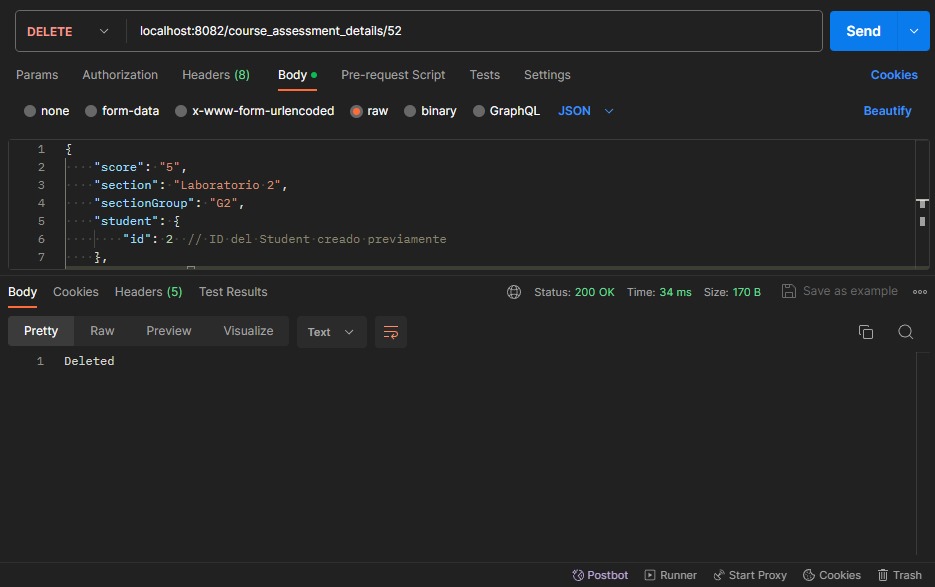 DELETE localhost:8082/course_assessment_details/52 Send
Params Authorization Headers (8) Body Pre-request Script Tests Settings Cookies
none form-data x-www-form-urlencoded raw binary GraphQL JSON Beautify
1 {
2 "score": "5",
3 "section": "Laboratorio 2",
4 "sectionGroup": "G2",
5 "student": {
6 "id": 2 // ID del Student creado previamente
7 },
Body Cookies Headers (5) Test Results Status: 200 OK Time: 34 ms Size: 170 B Save as example
Pretty Raw Preview Visualize Text
1 Deleted
Postbot Runner Start Proxy Cookies Trash